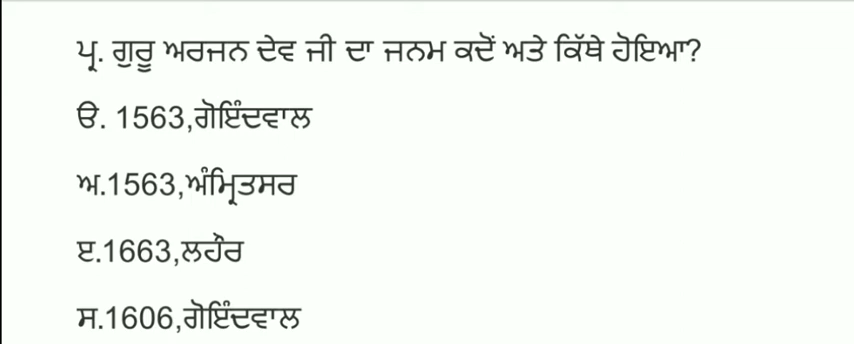 ਪ੍ਰ. ਗੁਰੂ ਅਰਜਨ ਦੇਵ ਜੀ ਦਾ ਜਨਮ ਕਦੋਂ ਅਤੇ ਕਿੱਥੇ ਹੋਇਆ?
ੳ. 1563,ਗੋਇੰਦਵਾਲ
ਅ.1563,ਅੰਮ੍ਰਿਤਸਰ
ੲ.1663,ਲਹੌਰ
ਸ.1606,ਗੋਇੰਦਵਾਲ